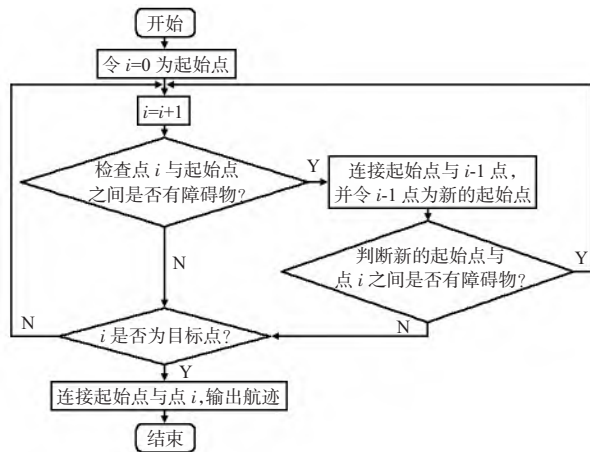 开始
令 i=0 为起始点
i=i+1
检查点 i 与起始点
之间是否有障碍物?
Y
连接起始点与 i-1 点,
并令 i-1 点为新的起始点
N
判断新的起始点与
点 i 之间是否有障碍物?
Y
N
i 是否为目标点?
N
Y
连接起始点与点 i,输出航迹
结束